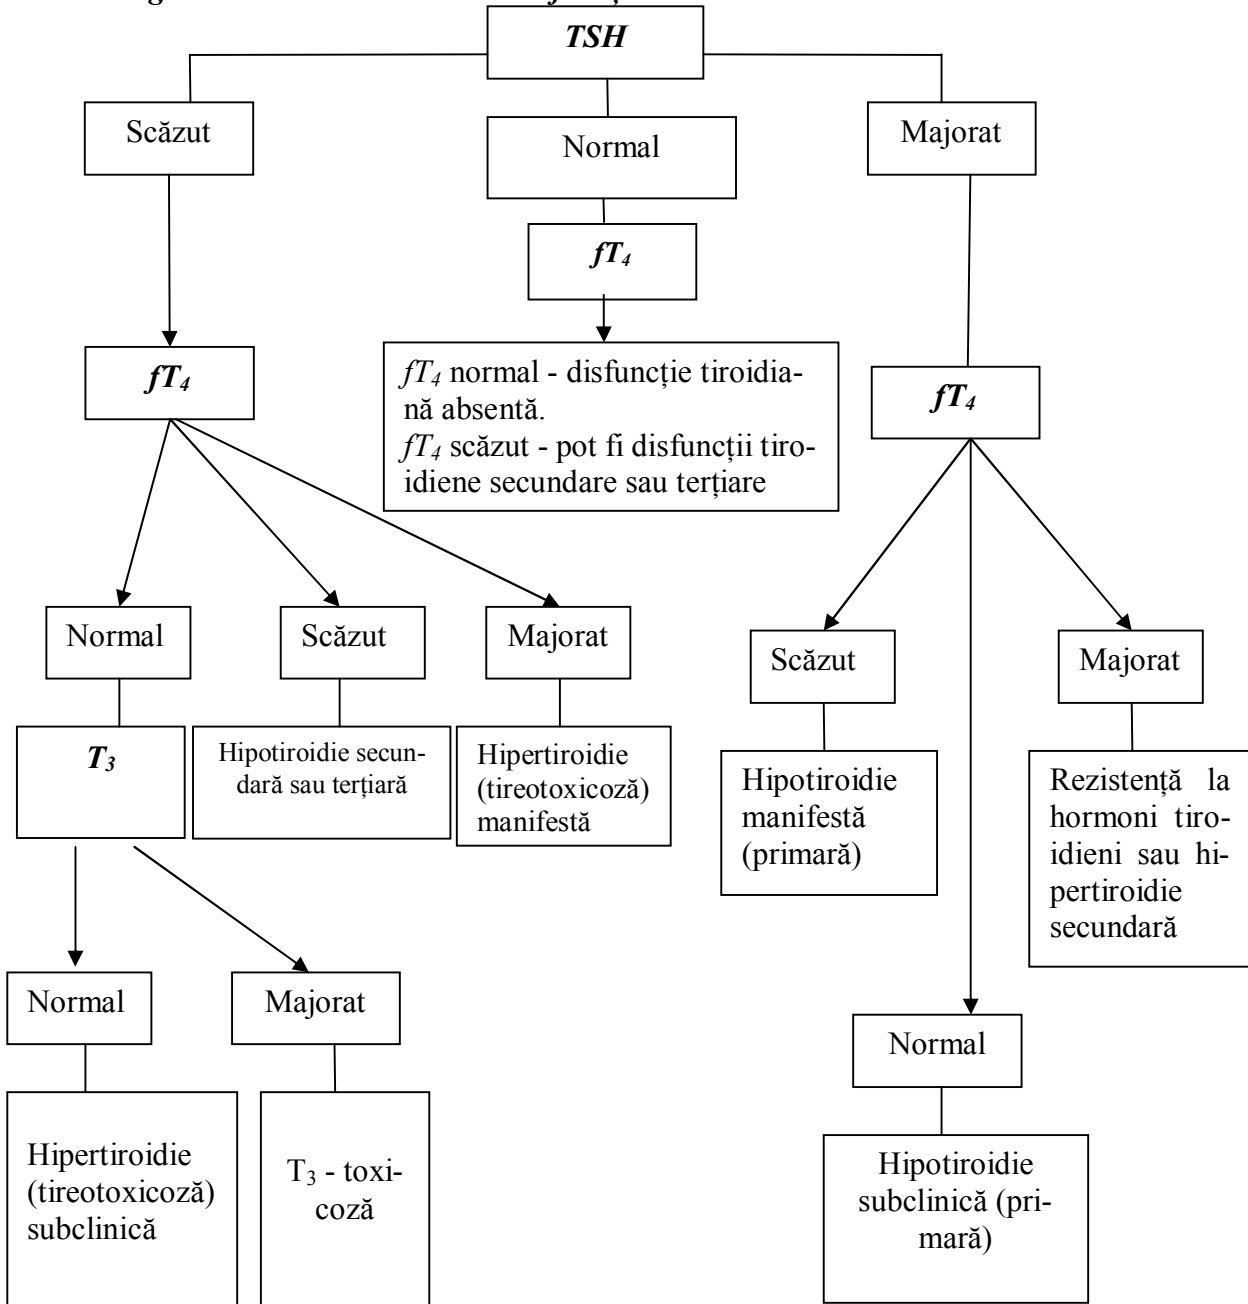 TSH
Scăzut
Normal
Majorat
fT₄
fT₄ normal - disfuncție tiroidia-
nă absentă.
fT₄ scăzut - pot fi disfuncții tiro-
idiene secundare sau terțiare
fT₄
fT₄
Normal
Scăzut
Majorat
Scăzut
Majorat
T₃
Hipotiroidie secun-
dară sau terțiară
Hipertiroidie
(tireotoxicoză)
manifestă
Hipotiroidie
manifestă
(primară)
Rezistență la
hormoni tiro-
idieni sau hi-
pertiroidie
secundară
Normal
Majorat
Normal
Hipertiroidie
(tireotoxicoză)
subclinică
T₃ - toxi-
coză
Hipotiroidie
subclinică (pri-
mară)